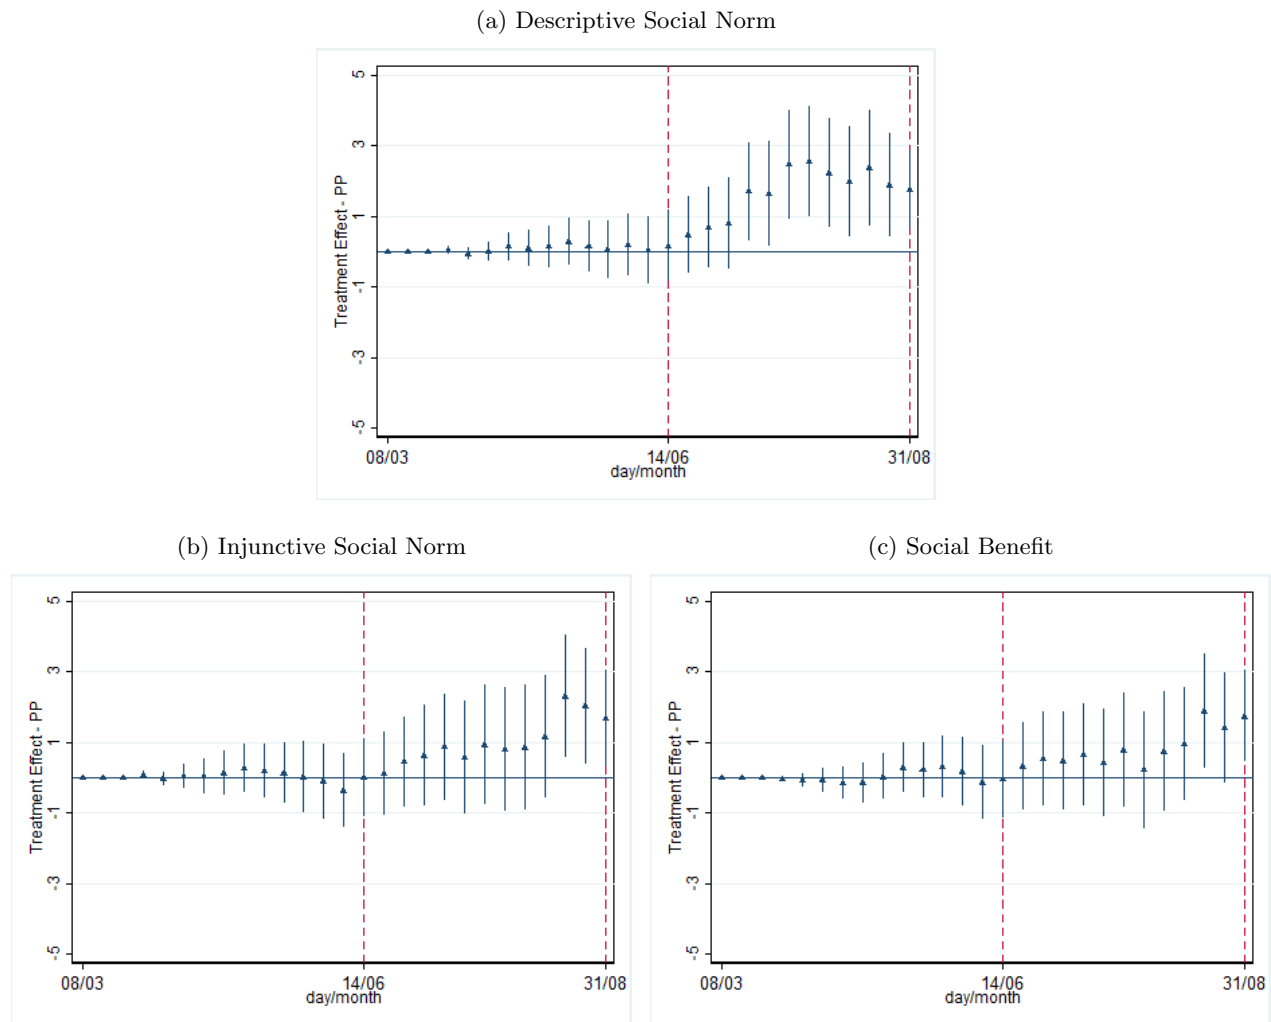 (a) Descriptive Social Norm
5
3
1
-1
-3
-5
Treatment Effect - PP
08/03 14/06 31/08
day/month
(b) Injunctive Social Norm
5
3
1
-1
-3
-5
Treatment Effect - PP
08/03 14/06 31/08
day/month
(c) Social Benefit
5
3
1
-1
-3
-5
Treatment Effect - PP
08/03 14/06 31/08
day/month